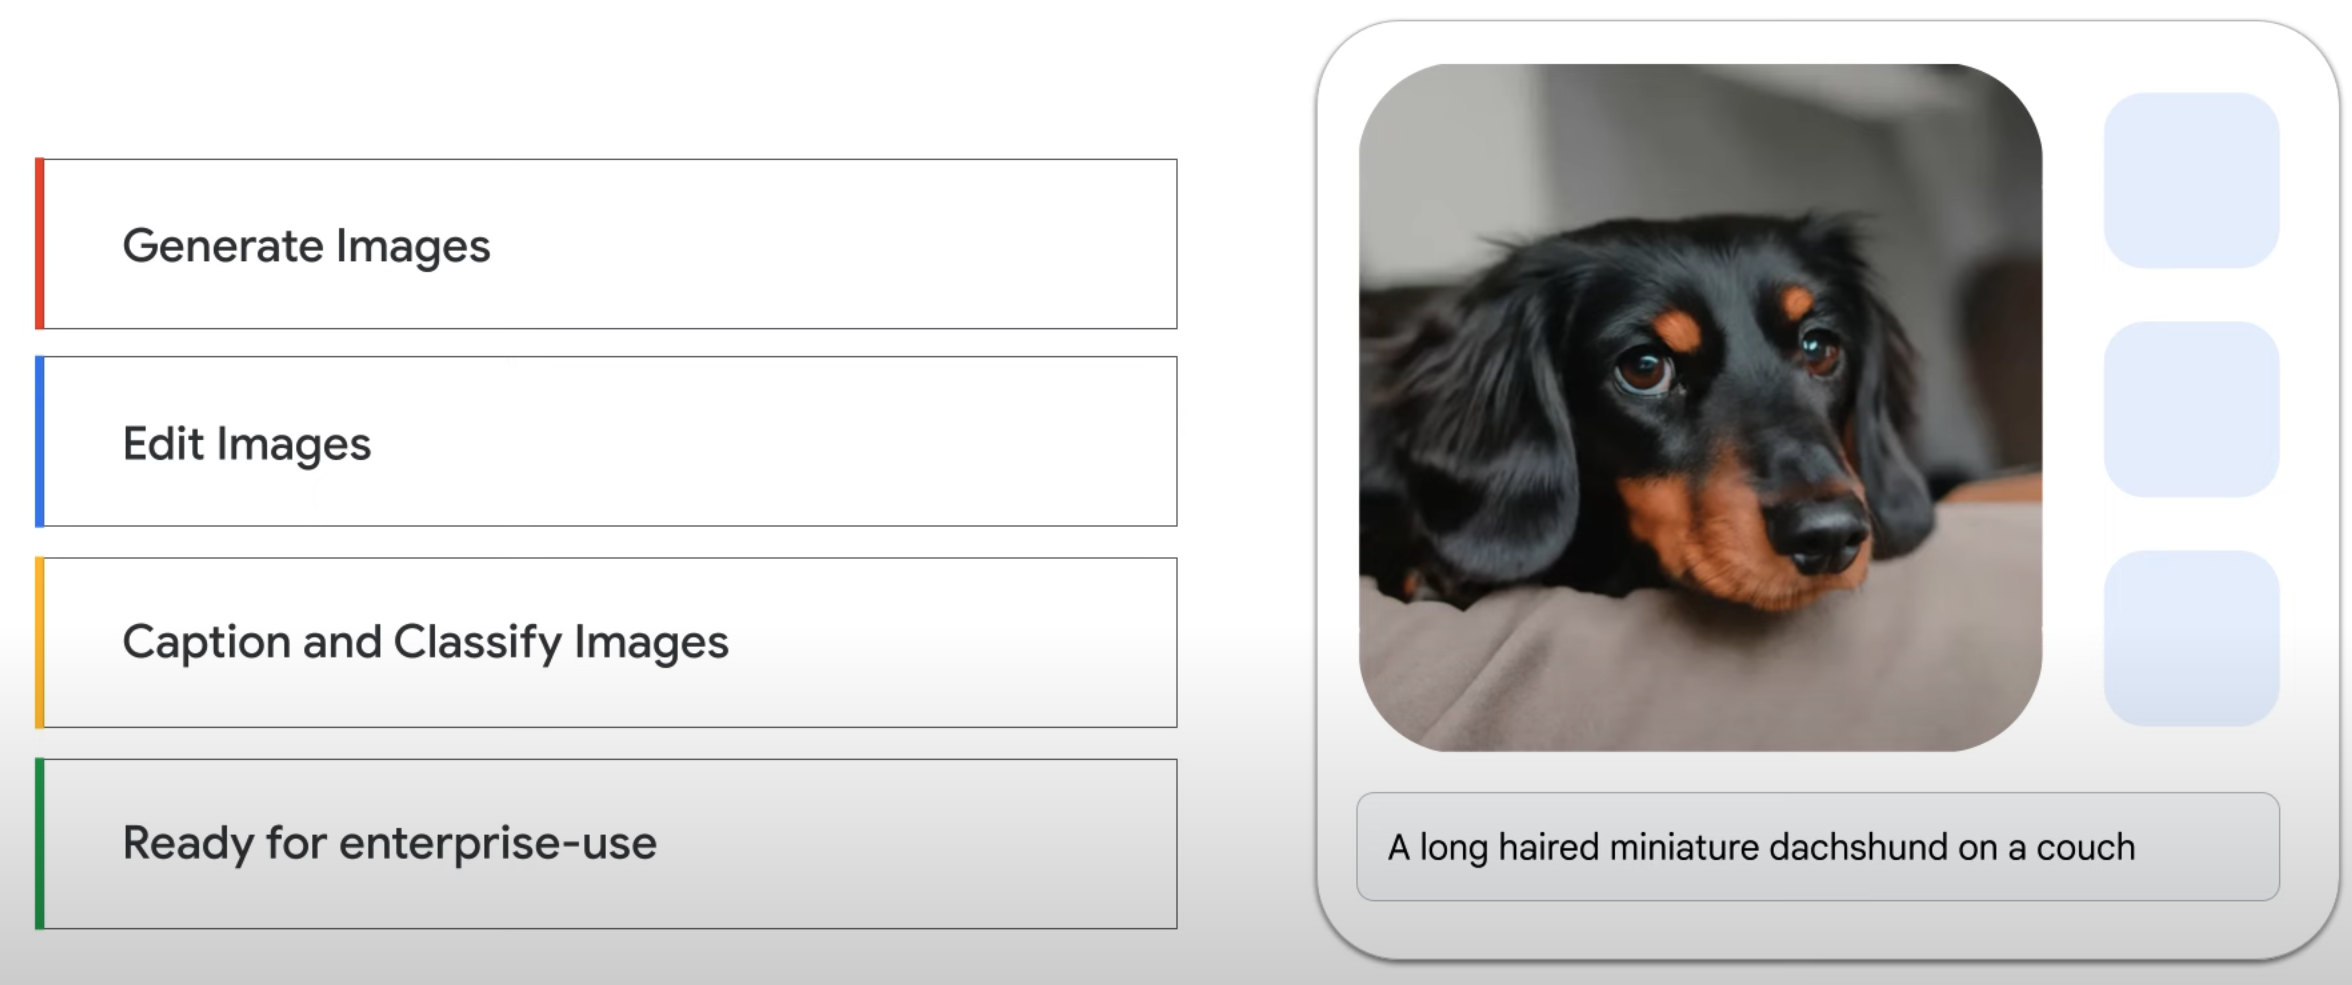 Generate Images
Edit Images
Caption and Classify Images
Ready for enterprise-use
A long haired miniature dachshund on a couch